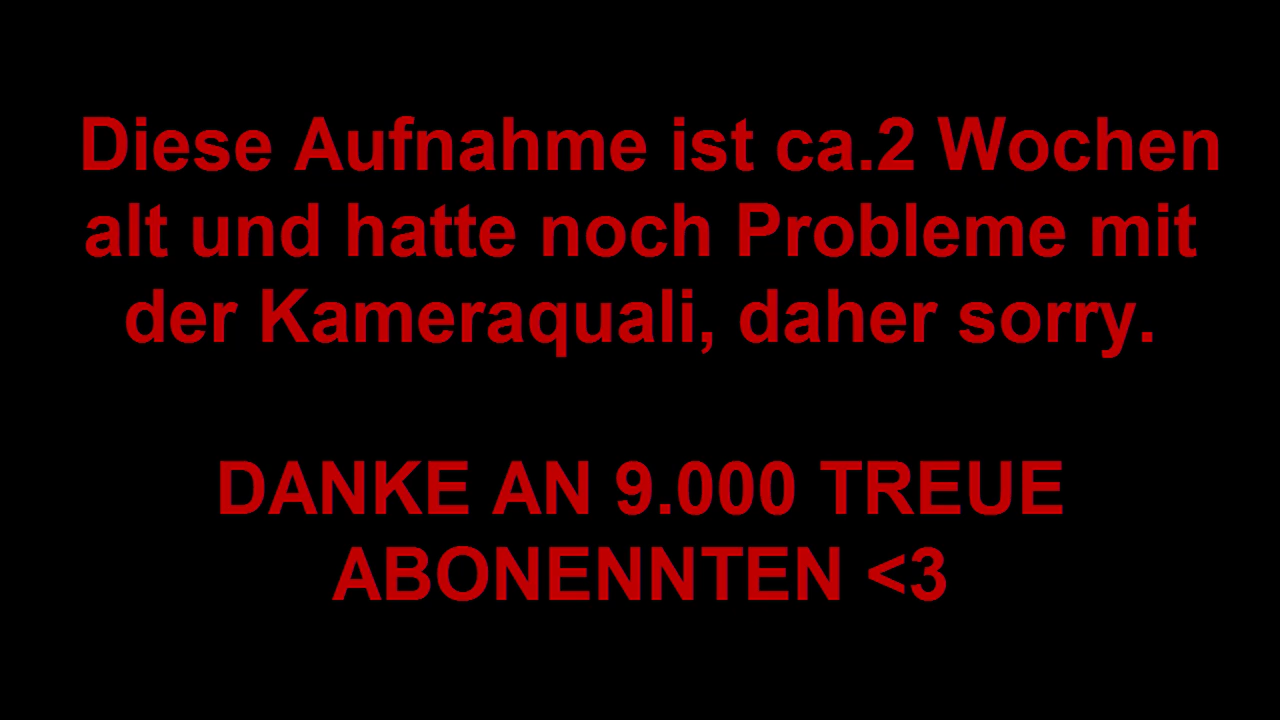 Diese Aufnahme ist ca.2 Wochen
alt und hatte noch Probleme mit
der Kameraquali, daher sorry.
DANKE AN 9.000 TREUE
ABONENNTEN <3